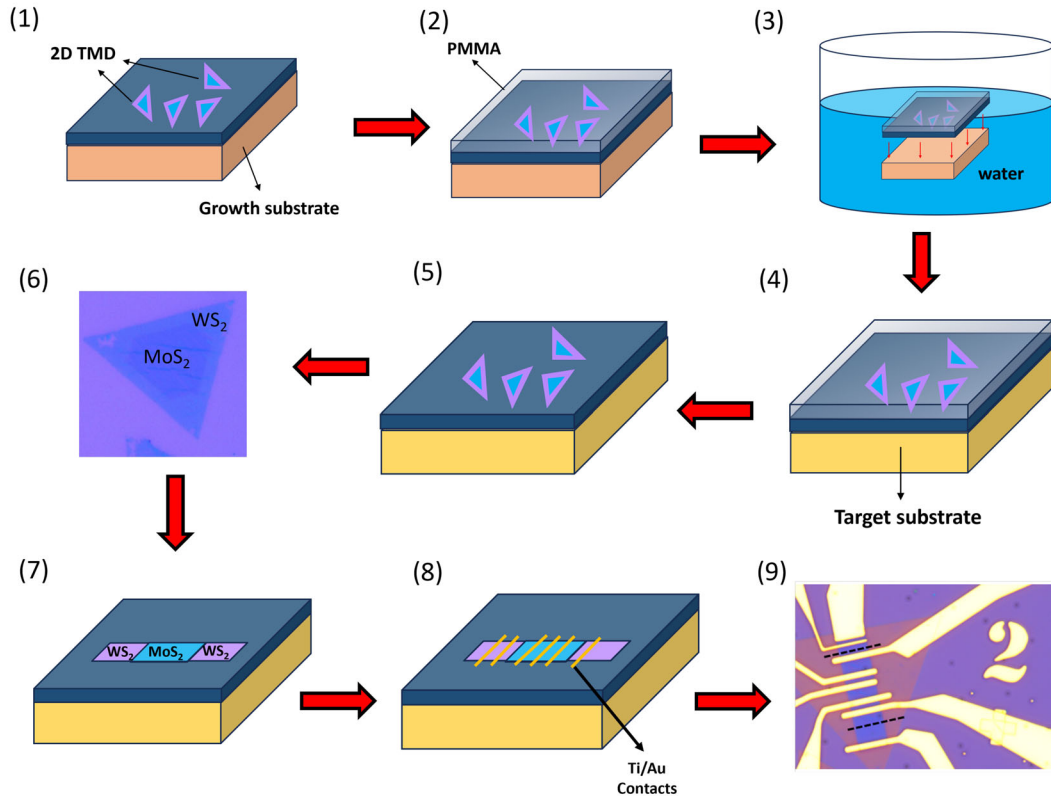 (1)
2D TMD
Growth substrate
(2)
PMMA
(3)
water
(4)
Target substrate
(5)
(6)
WS₂
MoS₂
(7)
WS₂ MoS₂ WS₂
(8)
Ti/Au
Contacts
(9)
2